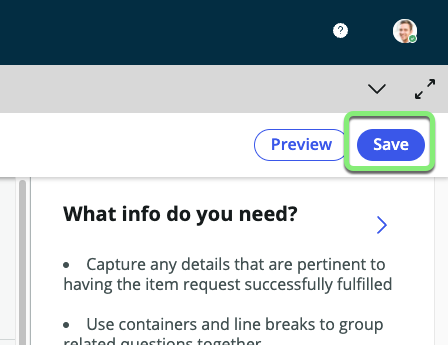 ?
Preview Save
What info do you need?
• Capture any details that are pertinent to
having the item request successfully fulfilled
• Use containers and line breaks to group
related questions together